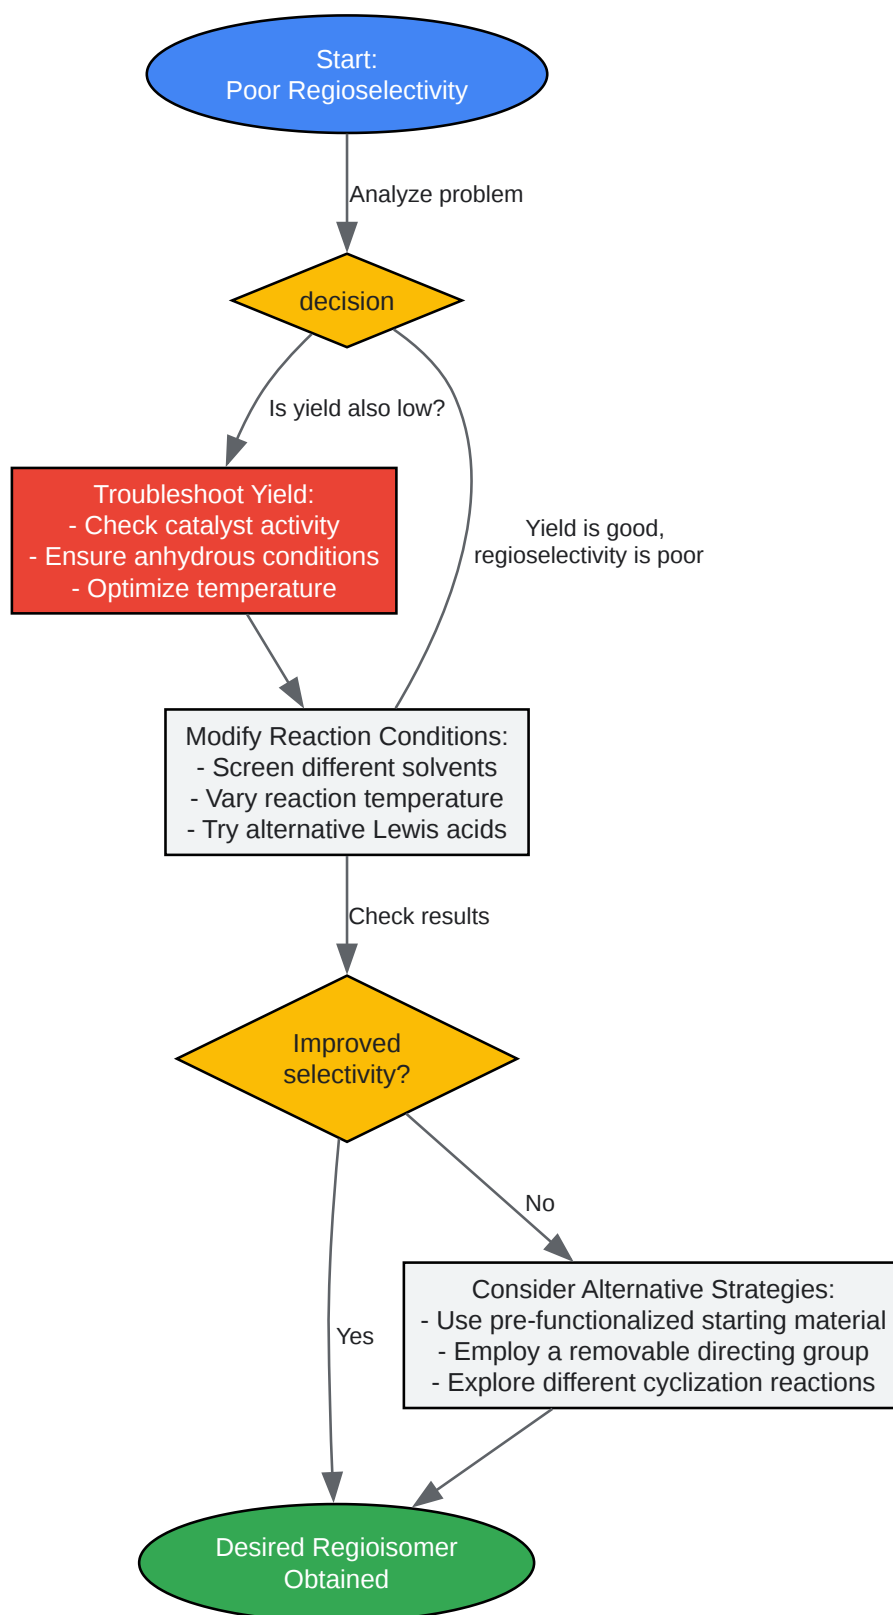 Start:
Poor Regioselectivity
Analyze problem
decision
Is yield also low?
Troubleshoot Yield:
- Check catalyst activity
- Ensure anhydrous conditions
- Optimize temperature
Yield is good,
regioselectivity is poor
Modify Reaction Conditions:
- Screen different solvents
- Vary reaction temperature
- Try alternative Lewis acids
Check results
Improved
selectivity?
No
Consider Alternative Strategies:
- Use pre-functionalized starting material
- Employ a removable directing group
- Explore different cyclization reactions
Yes
Desired Regioisomer
Obtained